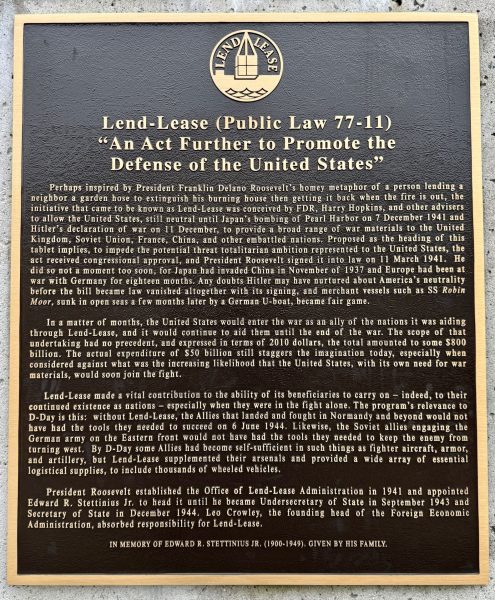 LEND LEASE
Lend-Lease (Public Law 77-11)
“An Act Further to Promote the
Defense of the United States”
Perhaps inspired by President Franklin Delano Roosevelt's homey metaphor of a person lending a
neighbor a garden hose to extinguish his burning house then getting it back when the fire is out, the
initiative that came to be known as Lend-Lease was conceived by FDR, Harry Hopkins, and other advisers
to allow the United States, still neutral until Japan's bombing of Pearl Harbor on 7 December 1941 and
Hitler's declaration of war on 11 December, to provide a broad range of war materials to the United
Kingdom, Soviet Union, France, China, and other embattled nations. Proposed as the heading of this
tablet implies, to impede the potential threat totalitarian ambition represented to the United States, the
act received congressional approval, and President Roosevelt signed it into law on 11 March 1941. He
did so not a moment too soon, for Japan had invaded China in November of 1937 and Europe had been at
war with Germany for eighteen months. Any doubts Hitler may have nurtured about America's neutrality
before the bill became law vanished altogether with its signing, and merchant vessels such as SS Robin
Moor, sunk in open seas a few months later by a German U-boat, became fair game.
In a matter of months, the United States would enter the war as an ally of the nations it was aiding
through Lend-Lease, and it would continue to aid them until the end of the war. The scope of that
undertaking had no precedent, and expressed in terms of 2010 dollars, the total amounted to some $800
billion. The actual expenditure of $50 billion still staggers the imagination today, especially when
considered against what was the increasing likelihood that the United States, with its own need for war
materials, would soon join the fight.
Lend-Lease made a vital contribution to the ability of its beneficiaries to carry on – indeed, to their
continued existence as nations – especially when they were in the fight alone. The program's relevance to
D-Day is this: without Lend-Lease, the Allies that landed and fought in Normandy and beyond would not
have had the tools they needed to succeed on 6 June 1944. Likewise, the Soviet allies engaging the
German army on the Eastern front would not have had the tools they needed to keep the enemy from
turning west. By D-Day some Allies had become self-sufficient in such things as fighter aircraft, armor,
and artillery, but Lend-Lease supplemented their arsenals and provided a wide array of essential
logistical supplies, to include thousands of wheeled vehicles.
President Roosevelt established the Office of Lend-Lease Administration in 1941 and appointed
Edward R. Stettinius Jr. to head it until he became Undersecretary of State in September 1943 and
Secretary of State in December 1944. Leo Crowley, the founding head of the Foreign Economic
Administration, absorbed responsibility for Lend-Lease.
IN MEMORY OF EDWARD R. STETTINIUS JR. (1900-1949). GIVEN BY HIS FAMILY.